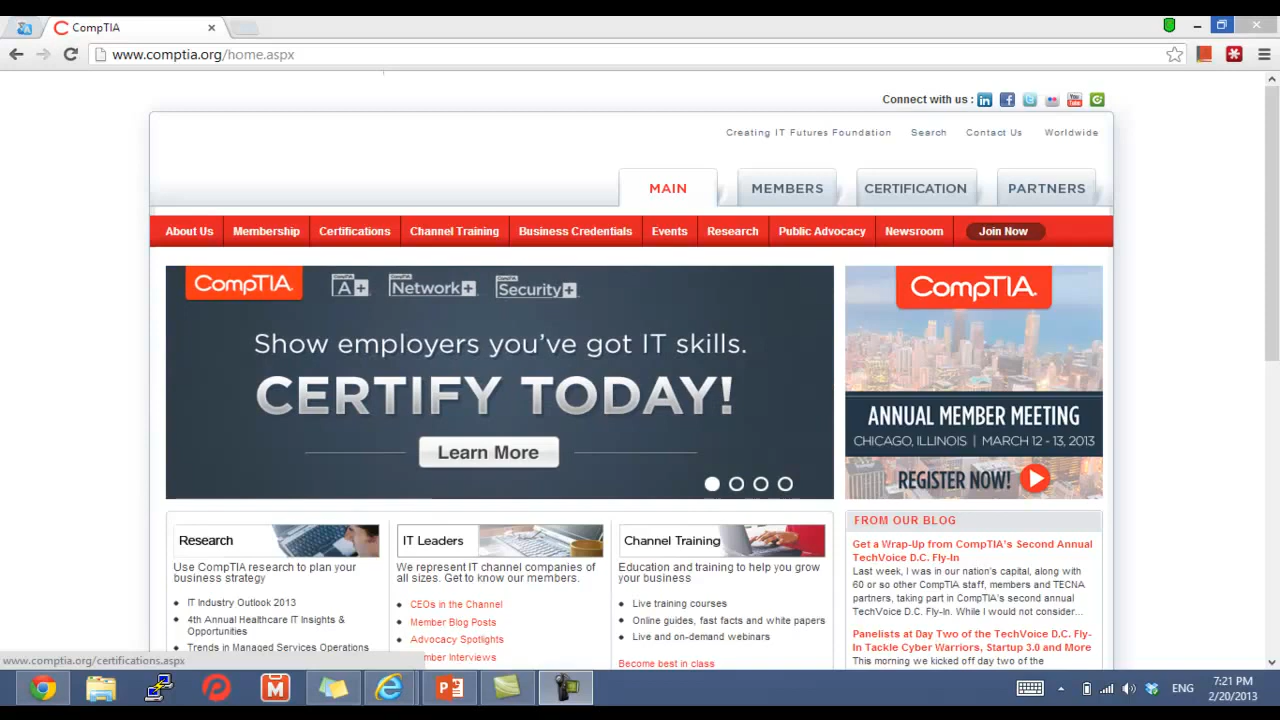 CompTIA
www.comptia.org/home.aspx
Connect with us :
Creating IT Futures Foundation Search Contact Us Worldwide
MAIN MEMBERS CERTIFICATION PARTNERS
About Us Membership Certifications Channel Training Business Credentials Events Research Public Advocacy Newsroom Join Now
CompTIA. CompTIA A+ CompTIA Network+ CompTIA Security+
Show employers you've got IT skills.
CERTIFY TODAY!
Learn More
CompTIA.
ANNUAL MEMBER MEETING
CHICAGO, ILLINOIS | MARCH 12-13, 2013
REGISTER NOW!
Research
Use CompTIA research to plan your
business strategy
IT Industry Outlook 2013
4th Annual Healthcare IT Insights &
Opportunities
Trends in Managed Services Operations
IT Leaders
We represent IT channel companies of
all sizes. Get to know our members.
CEOs in the Channel
Member Blog Posts
Advocacy Spotlights
mber Interviews
Channel Training
Education and training to help you grow
your business
Live training courses
Online guides, fast facts and white papers
Live and on-demand webinars
Become best in class
FROM OUR BLOG
Get a Wrap-Up from CompTIA's Second Annual
TechVoice D.C. Fly-In
Last week, I was in our nation's capital, along with
60 or so other CompTIA staff, members and TECNA
partners, taking part in CompTIA's second annual
TechVoice D.C. Fly-In. While I would not consider...
Panelists at Day Two of the TechVoice D.C. Fly-
In Tackle Cyber Warriors, Startup 3.0 and More
This morning we kicked off day two of the
www.comptia.org/certifications.aspx
ENG
7:21 PM
2/20/2013